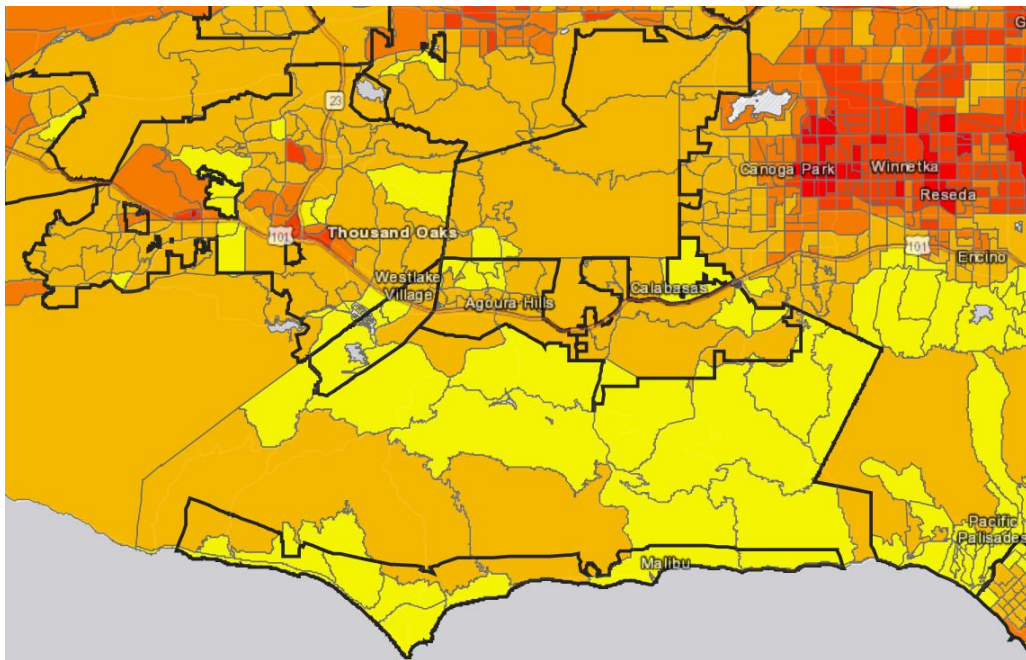 G
23
Canoga Park
Winnetka
Reseda
101
Thousand Oaks
101
Encino
Westlake
Village
Calabasas
Agoura Hills
Pacific
Palisades
Malibu